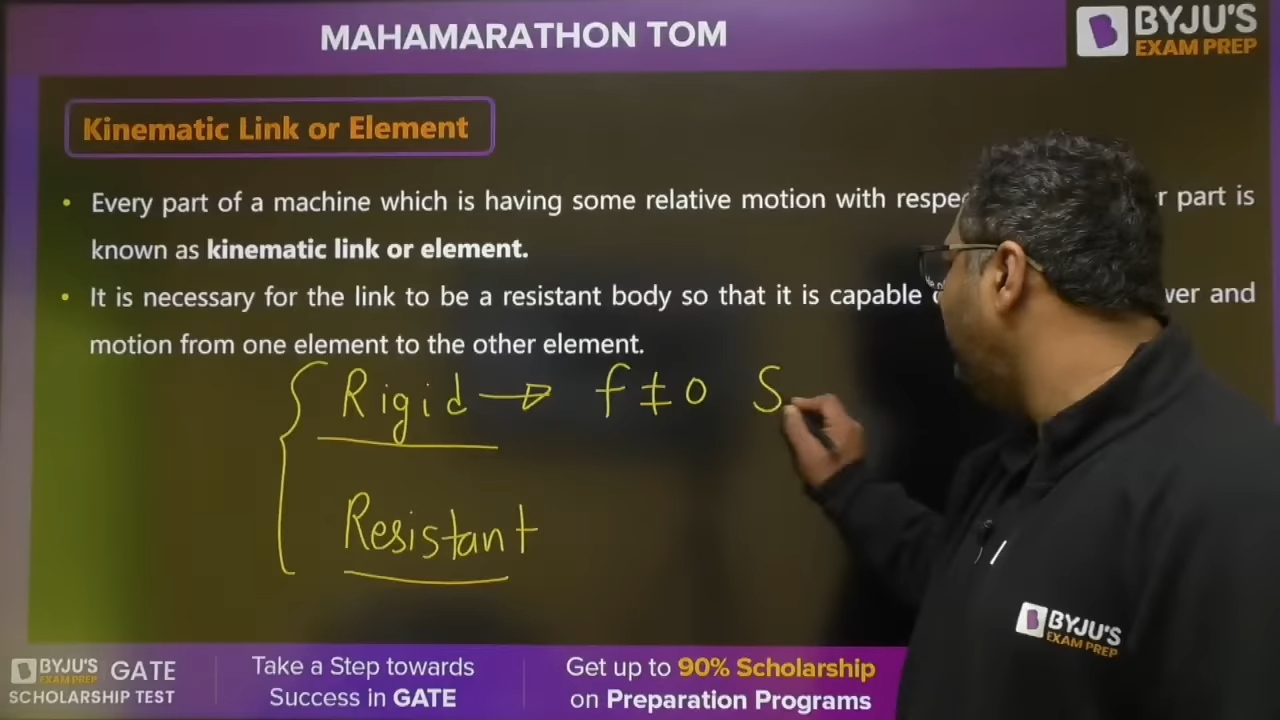 MAHAMARATHON TOM
BYJU'S
EXAM PREP
Kinematic Link or Element
• Every part of a machine which is having some relative motion with respec r part is
known as kinematic link or element.
• It is necessary for the link to be a resistant body so that it is capable wer and
motion from one element to the other element.
Rigid → f ≠ 0 S
Resistant
BYJU'S
EXAM PREP
BYJU'S
EXAM PREP
GATE
SCHOLARSHIP TEST
Take a Step towards
Success in GATE
Get up to 90% Scholarship
on Preparation Programs